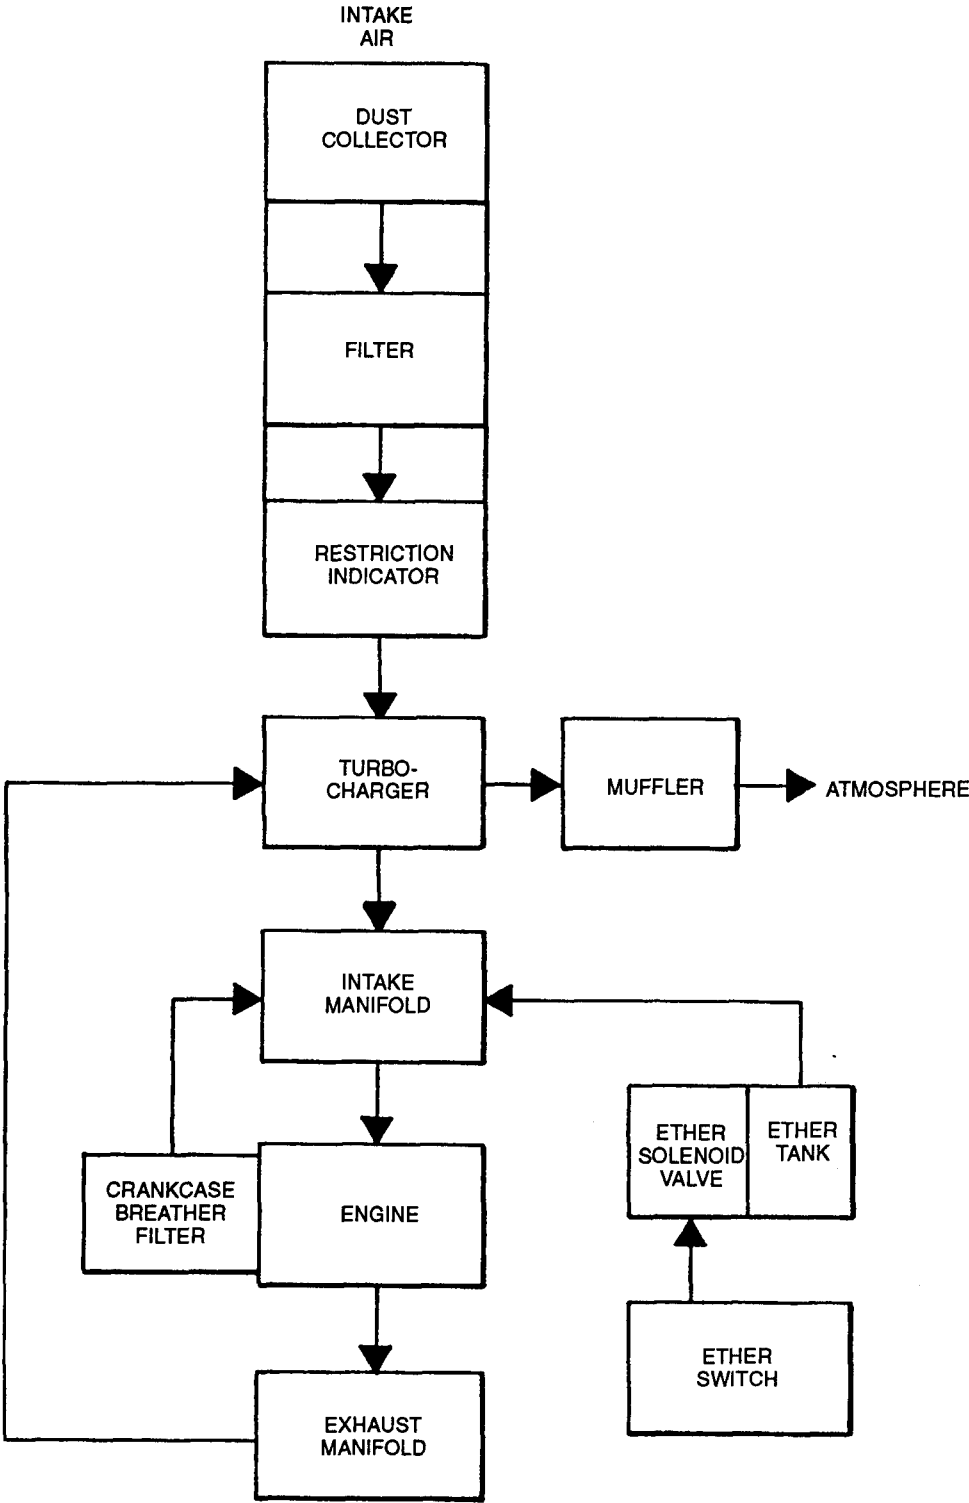 INTAKE
AIR
DUST
COLLECTOR
FILTER
RESTRICTION
INDICATOR
TURBO-
CHARGER
MUFFLER
ATMOSPHERE
INTAKE
MANIFOLD
ETHER
SOLENOID
VALVE
ETHER
TANK
CRANKCASE
BREATHER
FILTER
ENGINE
ETHER
SWITCH
EXHAUST
MANIFOLD